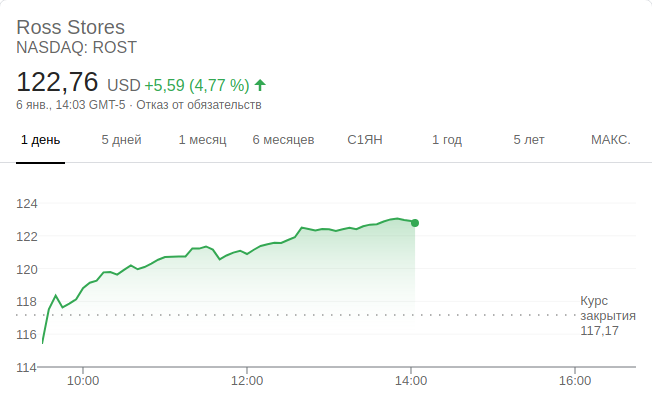 Ross Stores
NASDAQ: ROST
122,76 USD +5,59 (4,77 %) ↑
6 янв., 14:03 GMT-5 · Отказ от обязательств
1 день 5 дней 1 месяц 6 месяцев С1ЯН 1 год 5 лет МАКС.
124
122
120
118
116
114
Курс
закрытия
117,17
10:00 12:00 14:00 16:00